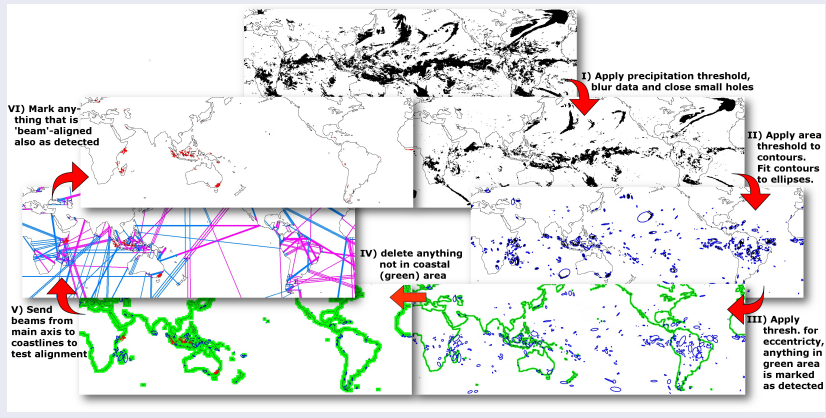 I) Apply precipitation threshold,
blur data and close small holes
II) Apply area
threshold to
contours.
Fit contours
to ellipses.
III) Apply
thresh. for
eccentricty,
anything in
green area
is marked
as detected
IV) delete anything
not in coastal
(green) area
V) Send
beams from
main axis to
coastlines to
test alignment
VI) Mark any-
thing that is
'beam'-aligned
also as detected